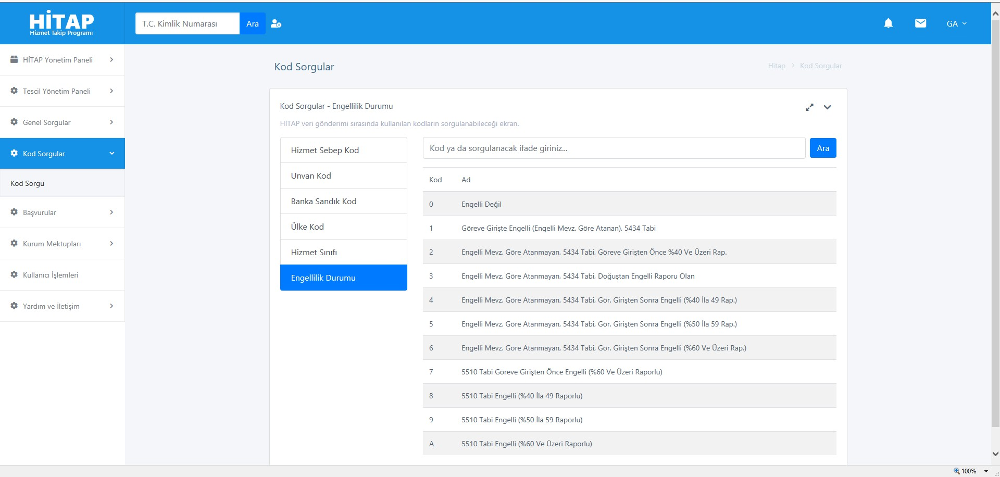 HİTAP
Hizmet Takip Programı
T.C. Kimlik Numarası
Ara
GA
HİTAP Yönetim Paneli
Tescil Yönetim Paneli
Genel Sorgular
Kod Sorgular
Kod Sorgu
Başvurular
Kurum Mektupları
Kullanıcı İşlemleri
Yardım ve İletişim
Kod Sorgular
Hitap > Kod Sorgular
Kod Sorgular - Engellilik Durumu
HİTAP veri gönderimi sırasında kullanılan kodların sorgulanabileceği ekran.
Hizmet Sebep Kod
Unvan Kod
Banka Sandık Kod
Ülke Kod
Hizmet Sınıfı
Engellilik Durumu
Kod ya da sorgulanacak ifade giriniz...
Ara
Kod Ad
0 Engelli Değil
1 Göreve Girişte Engelli (Engelli Mevz. Göre Atanan), 5434 Tabi
2 Engelli Mevz. Göre Atanmayan, 5434 Tabi, Göreve Girişten Önce %40 Ve Üzeri Rap.
3 Engelli Mevz. Göre Atanmayan, 5434 Tabi, Doğuştan Engelli Raporu Olan
4 Engelli Mevz. Göre Atanmayan, 5434 Tabi, Gör. Girişten Sonra Engelli (%40 İla 49 Rap.)
5 Engelli Mevz. Göre Atanmayan, 5434 Tabi, Gör. Girişten Sonra Engelli (%50 İla 59 Rap.)
6 Engelli Mevz. Göre Atanmayan, 5434 Tabi, Gör. Girişten Sonra Engelli (%60 Ve Üzeri Rap.)
7 5510 Tabi Göreve Girişten Önce Engelli (%60 Ve Üzeri Raporlu)
8 5510 Tabi Engelli (%40 İla 49 Raporlu)
9 5510 Tabi Engelli (%50 İla 59 Raporlu)
A 5510 Tabi Engelli (%60 Ve Üzeri Raporlu)
100%